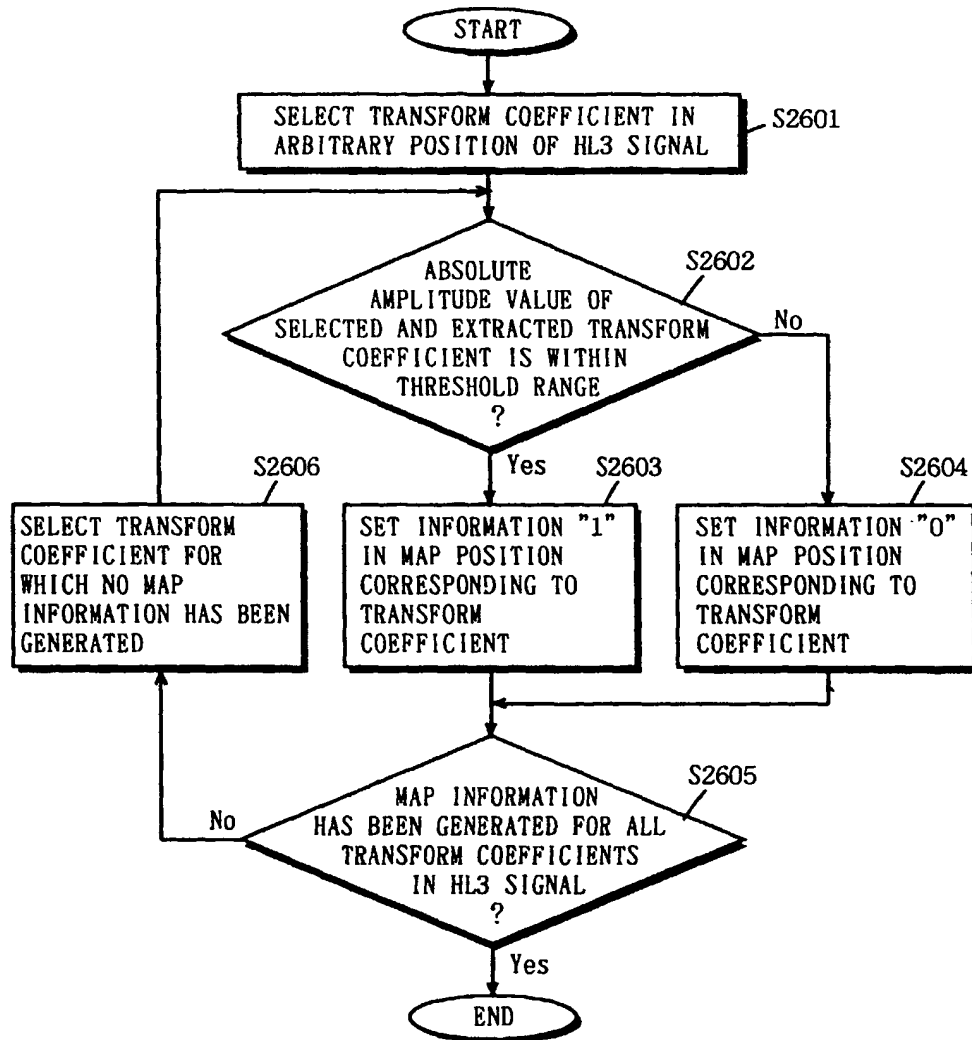 START
SELECT TRANSFORM COEFFICIENT IN
ARBITRARY POSITION OF HL3 SIGNAL
S2601
ABSOLUTE
AMPLITUDE VALUE OF
SELECTED AND EXTRACTED TRANSFORM
COEFFICIENT IS WITHIN
THRESHOLD RANGE
?
S2602
No
Yes
S2606
SELECT TRANSFORM
COEFFICIENT FOR
WHICH NO MAP
INFORMATION HAS BEEN
GENERATED
S2603
SET INFORMATION "1"
IN MAP POSITION
CORRESPONDING TO
TRANSFORM
COEFFICIENT
S2604
SET INFORMATION "0"
IN MAP POSITION
CORRESPONDING TO
TRANSFORM
COEFFICIENT
S2605
MAP INFORMATION
HAS BEEN GENERATED FOR ALL
TRANSFORM COEFFICIENTS
IN HL3 SIGNAL
?
No
Yes
END